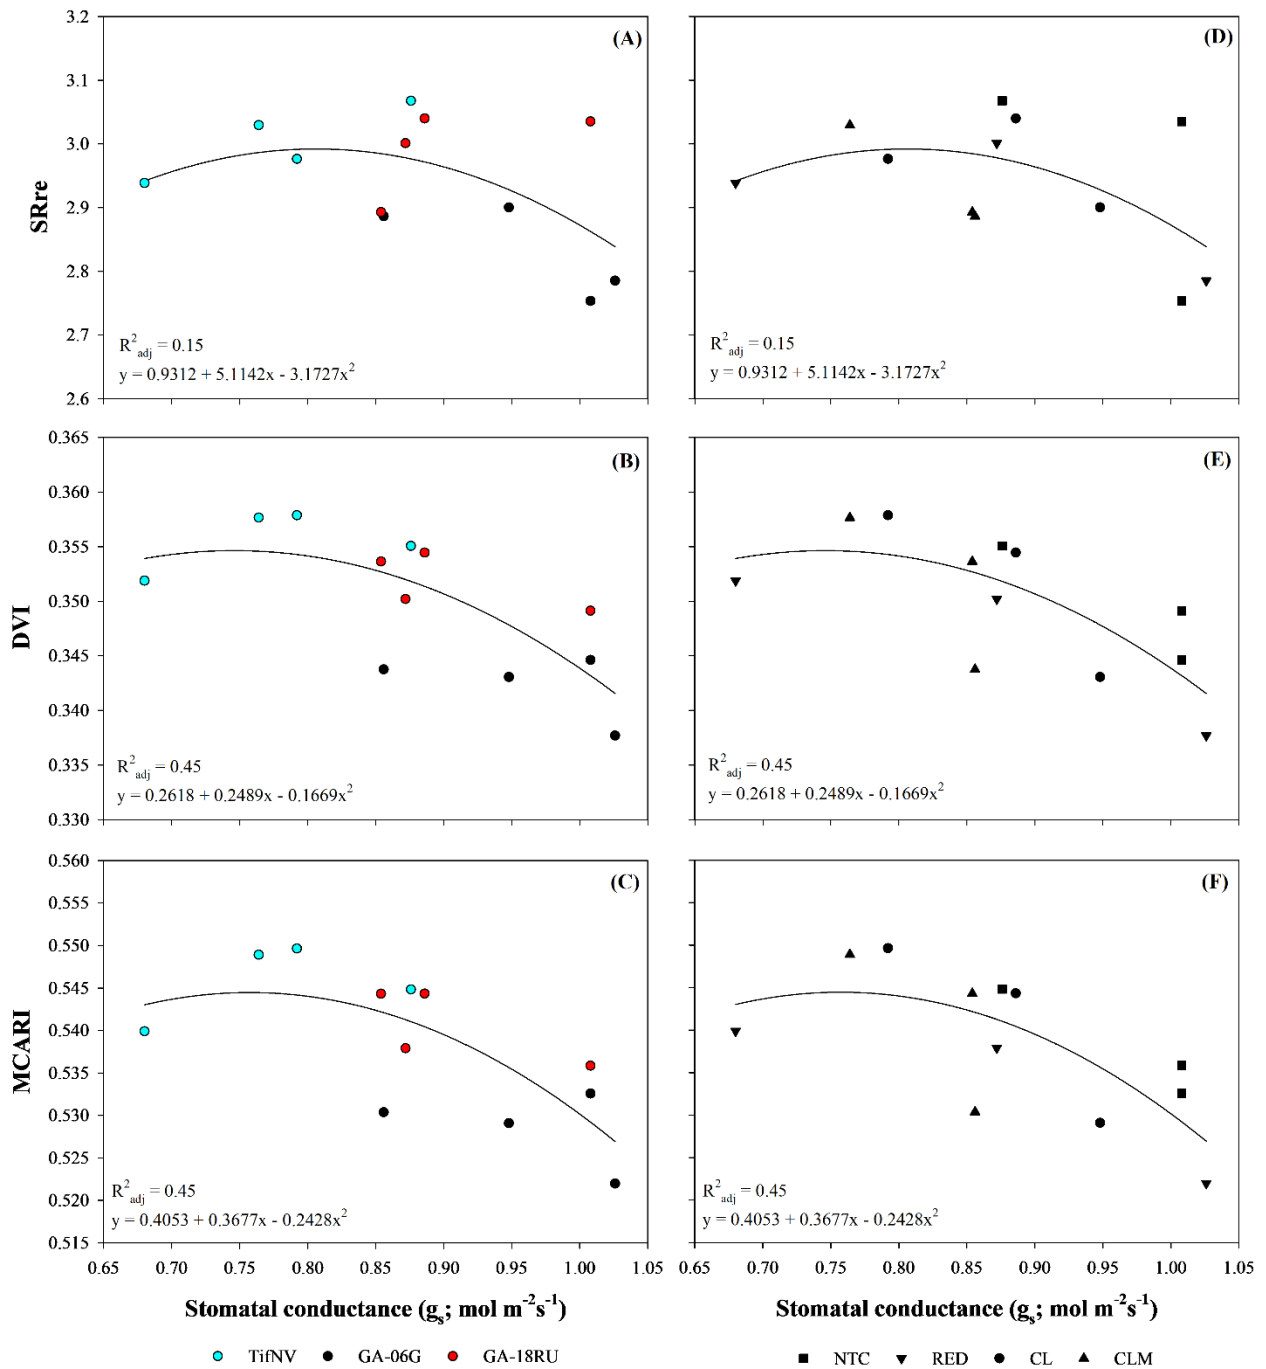 (A)
3.2
3.1
3.0
2.9
2.8
2.7
2.6
SRre
R²adj = 0.15
y = 0.9312 + 5.1142x - 3.1727x²
(D)
R²adj = 0.15
y = 0.9312 + 5.1142x - 3.1727x²
(B)
0.365
0.360
0.355
0.350
0.345
0.340
0.335
0.330
DVI
R²adj = 0.45
y = 0.2618 + 0.2489x - 0.1669x²
(E)
R²adj = 0.45
y = 0.2618 + 0.2489x - 0.1669x²
(C)
0.560
0.555
0.550
0.545
0.540
0.535
0.530
0.525
0.520
0.515
MCARI
R²adj = 0.45
y = 0.4053 + 0.3677x - 0.2428x²
(F)
R²adj = 0.45
y = 0.4053 + 0.3677x - 0.2428x²
0.65 0.70 0.75 0.80 0.85 0.90 0.95 1.00 1.05
0.65 0.70 0.75 0.80 0.85 0.90 0.95 1.00 1.05
Stomatal conductance (gs; mol m⁻²s⁻¹)
Stomatal conductance (gs; mol m⁻²s⁻¹)
TifNV GA-06G GA-18RU
NTC RED CL CLM